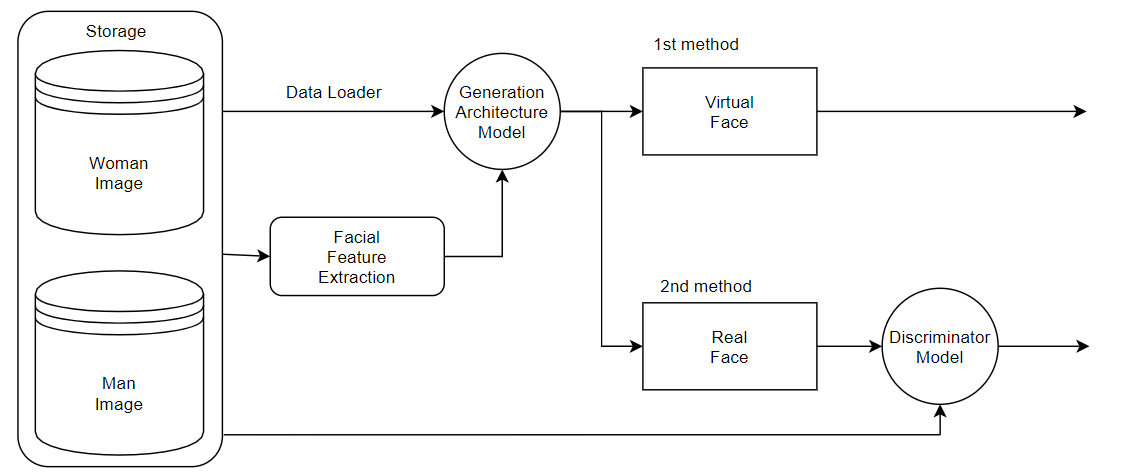 Storage
Woman
Image
Man
Image
Data Loader
Facial
Feature
Extraction
Generation
Architecture
Model
1st method
Virtual
Face
2nd method
Real
Face
Discriminator
Model